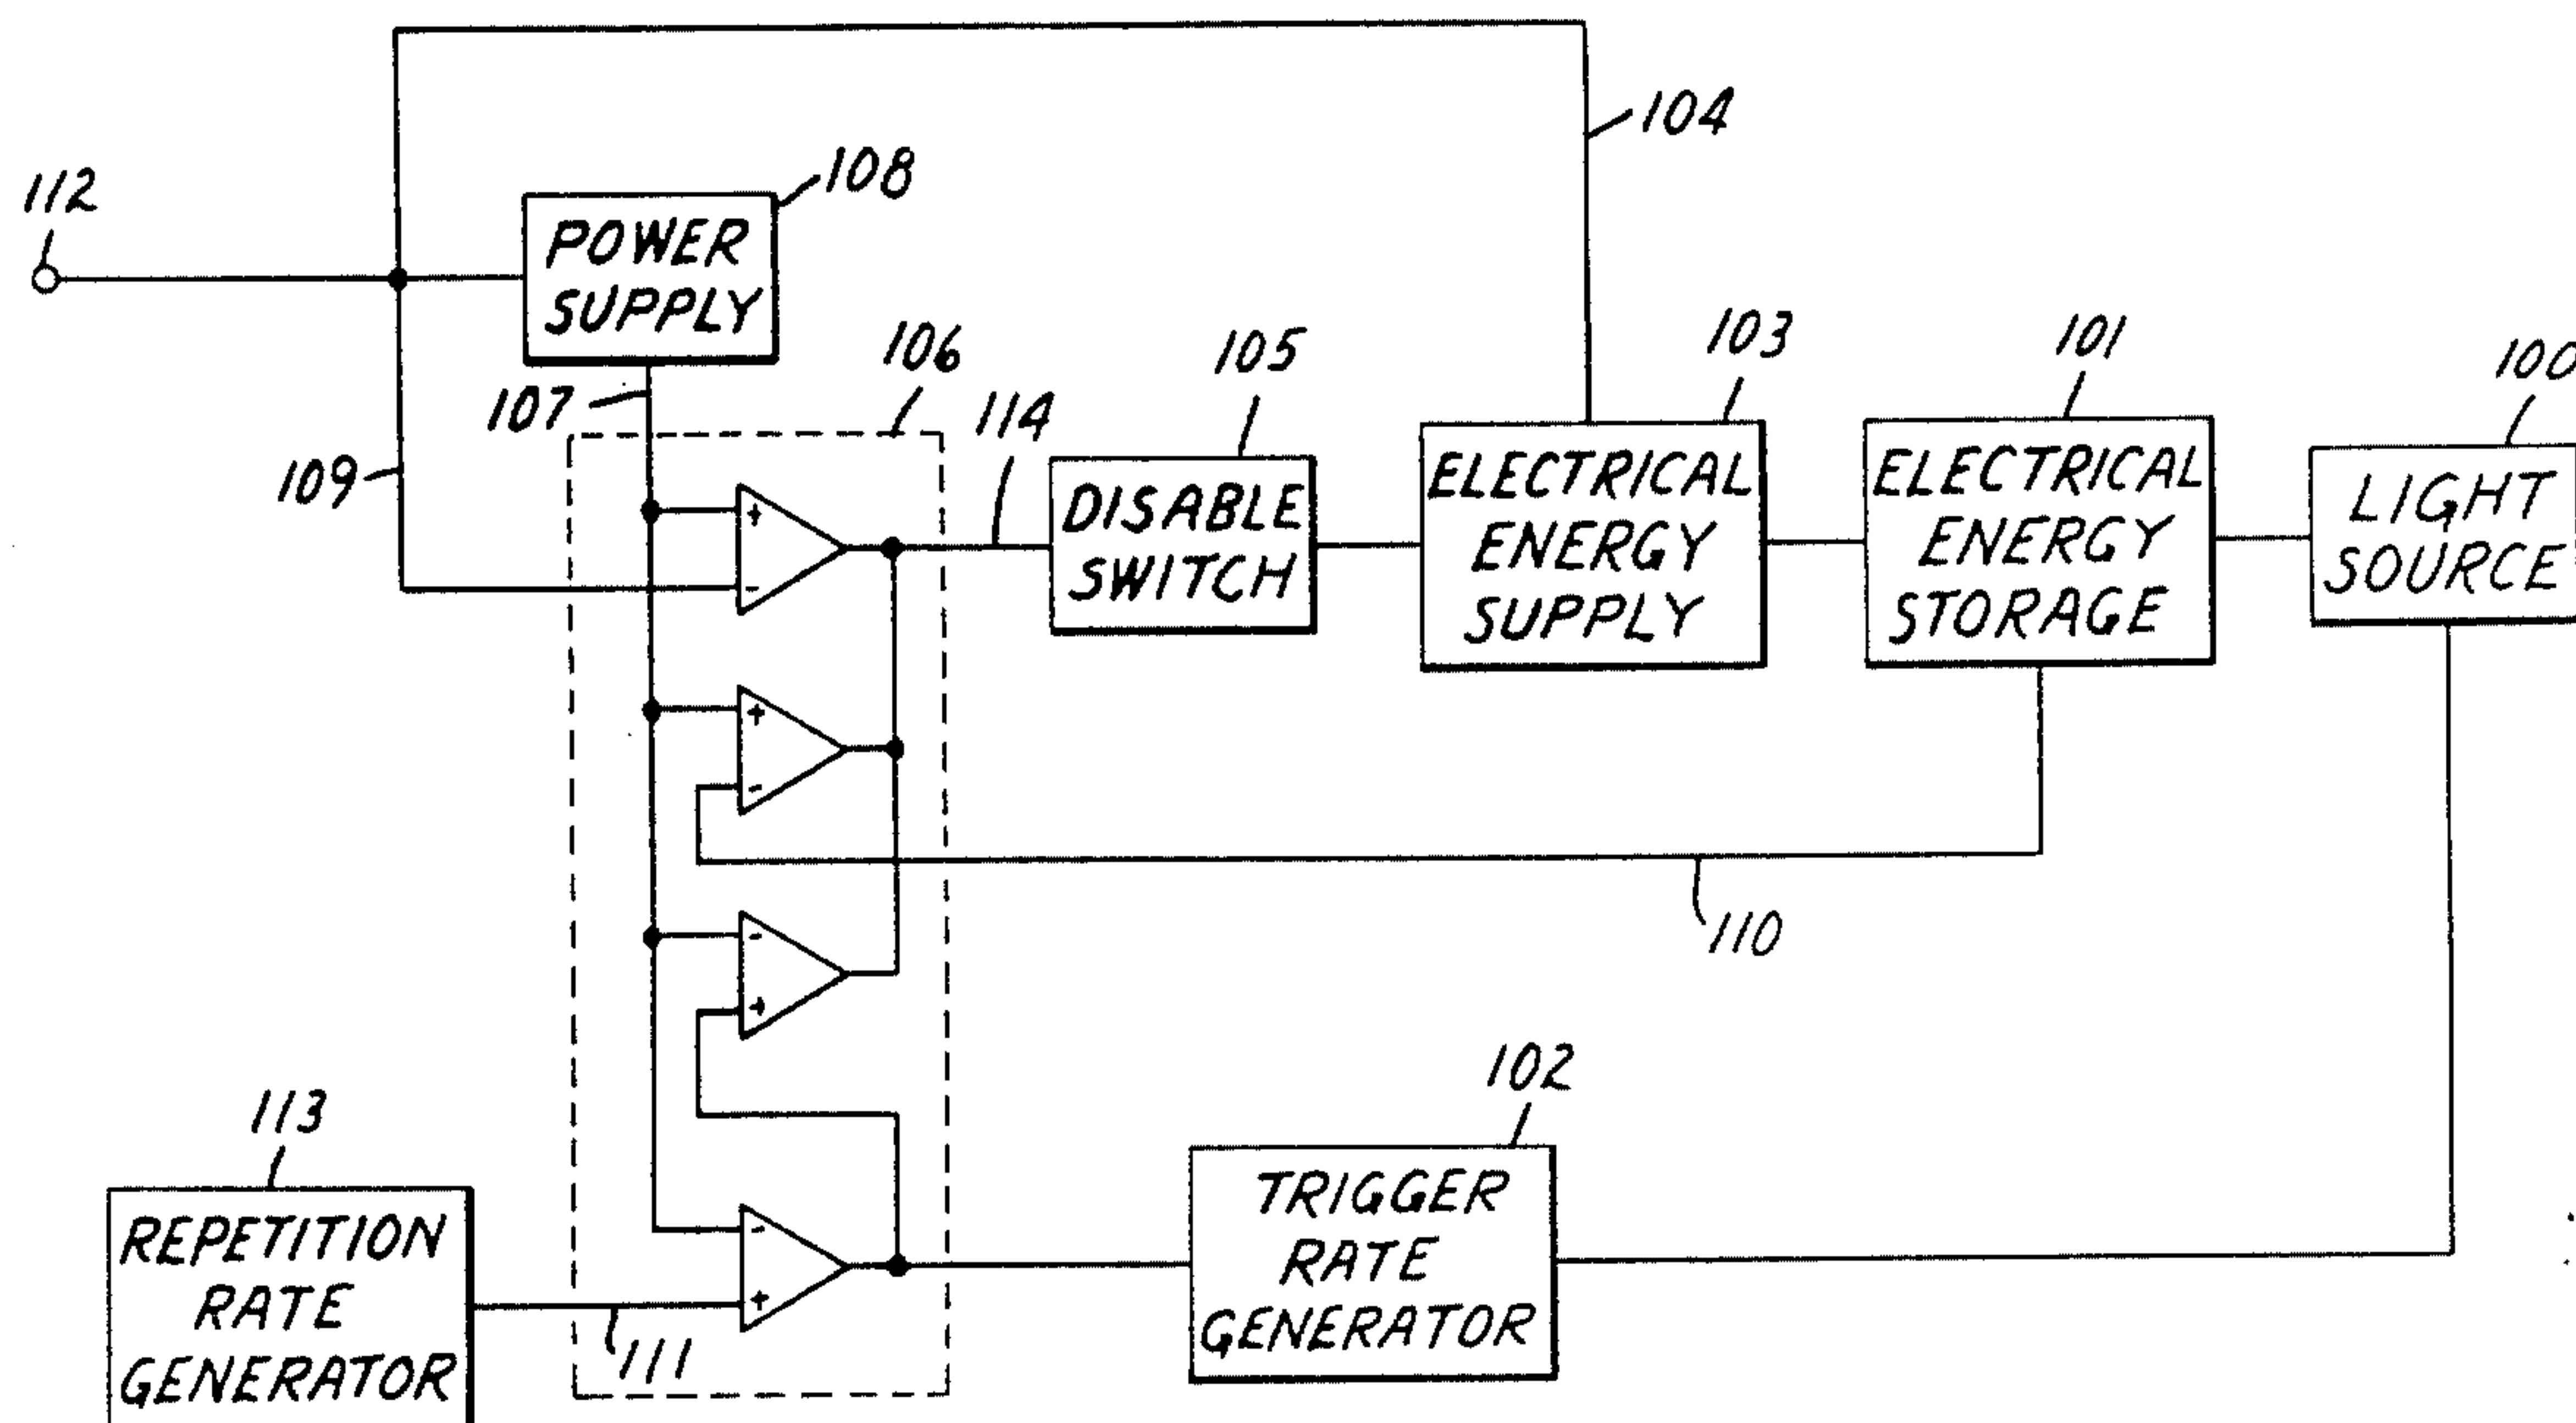 104
108
112
POWER
SUPPLY
106
105
103
101
100
107
114
109
DISABLE
SWITCH
ELECTRICAL
ENERGY
SUPPLY
ELECTRICAL
ENERGY
STORAGE
LIGHT
SOURCE
+
-
+
-
110
-
+
113
102
REPETITION
RATE
GENERATOR
-
+
111
TRIGGER
RATE
GENERATOR